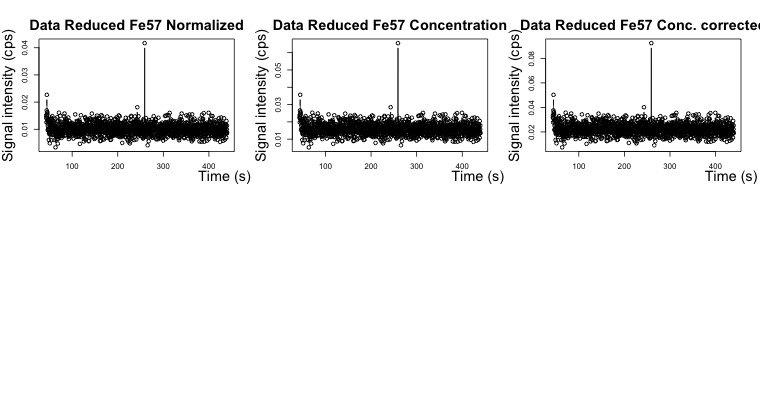 Data Reduced Fe57 Normalized
Signal intensity (cps)
0.01
0.02
0.03
0.04
100
200
300
400
Time (s)
Data Reduced Fe57 Concentration
Signal intensity (cps)
0.01
0.03
0.05
100
200
300
400
Time (s)
Data Reduced Fe57 Conc. corrected
Signal intensity (cps)
0.02
0.04
0.06
0.08
100
200
300
400
Time (s)